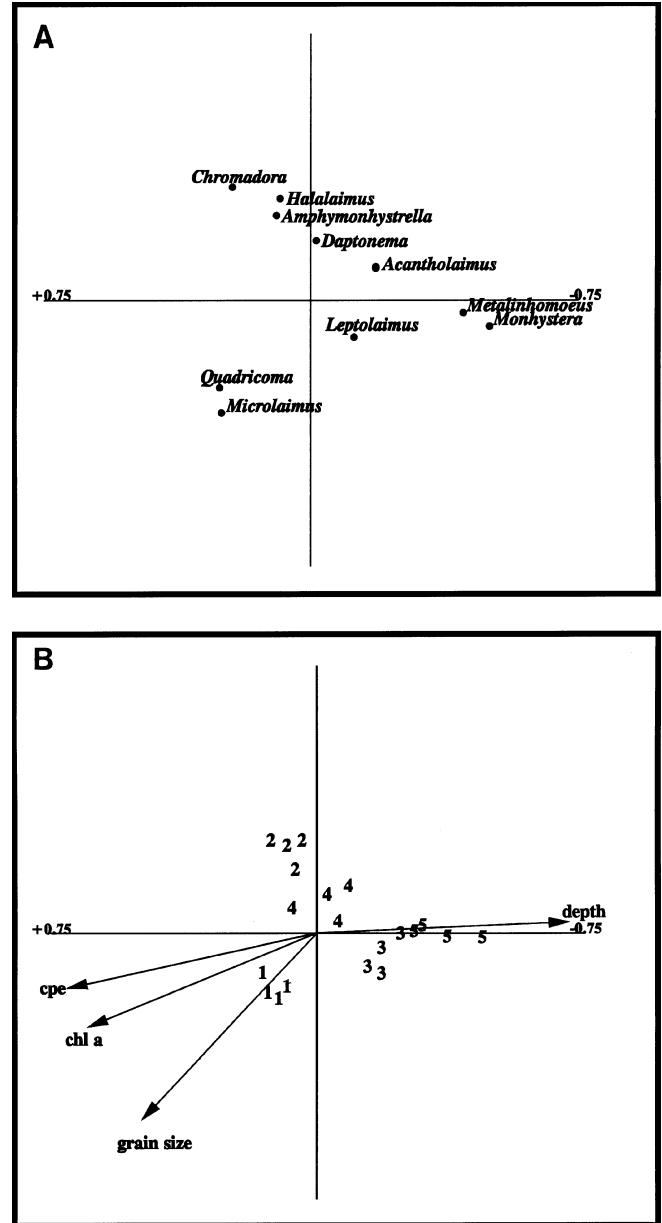 A
Chromadora
Halalaimus
Amphymonhystrella
Daptonema
Acantholaimus
+0.75 -0.75
Metalinhomoeus
Monhystera
Leptolaimus
Quadricoma
Microlaimus
B
2 2 2
2
4 4
4
4
depth
+0.75 -0.75
3 5 5
5 5
3
3 3
1
1 1 1
cpe
chl a
grain size